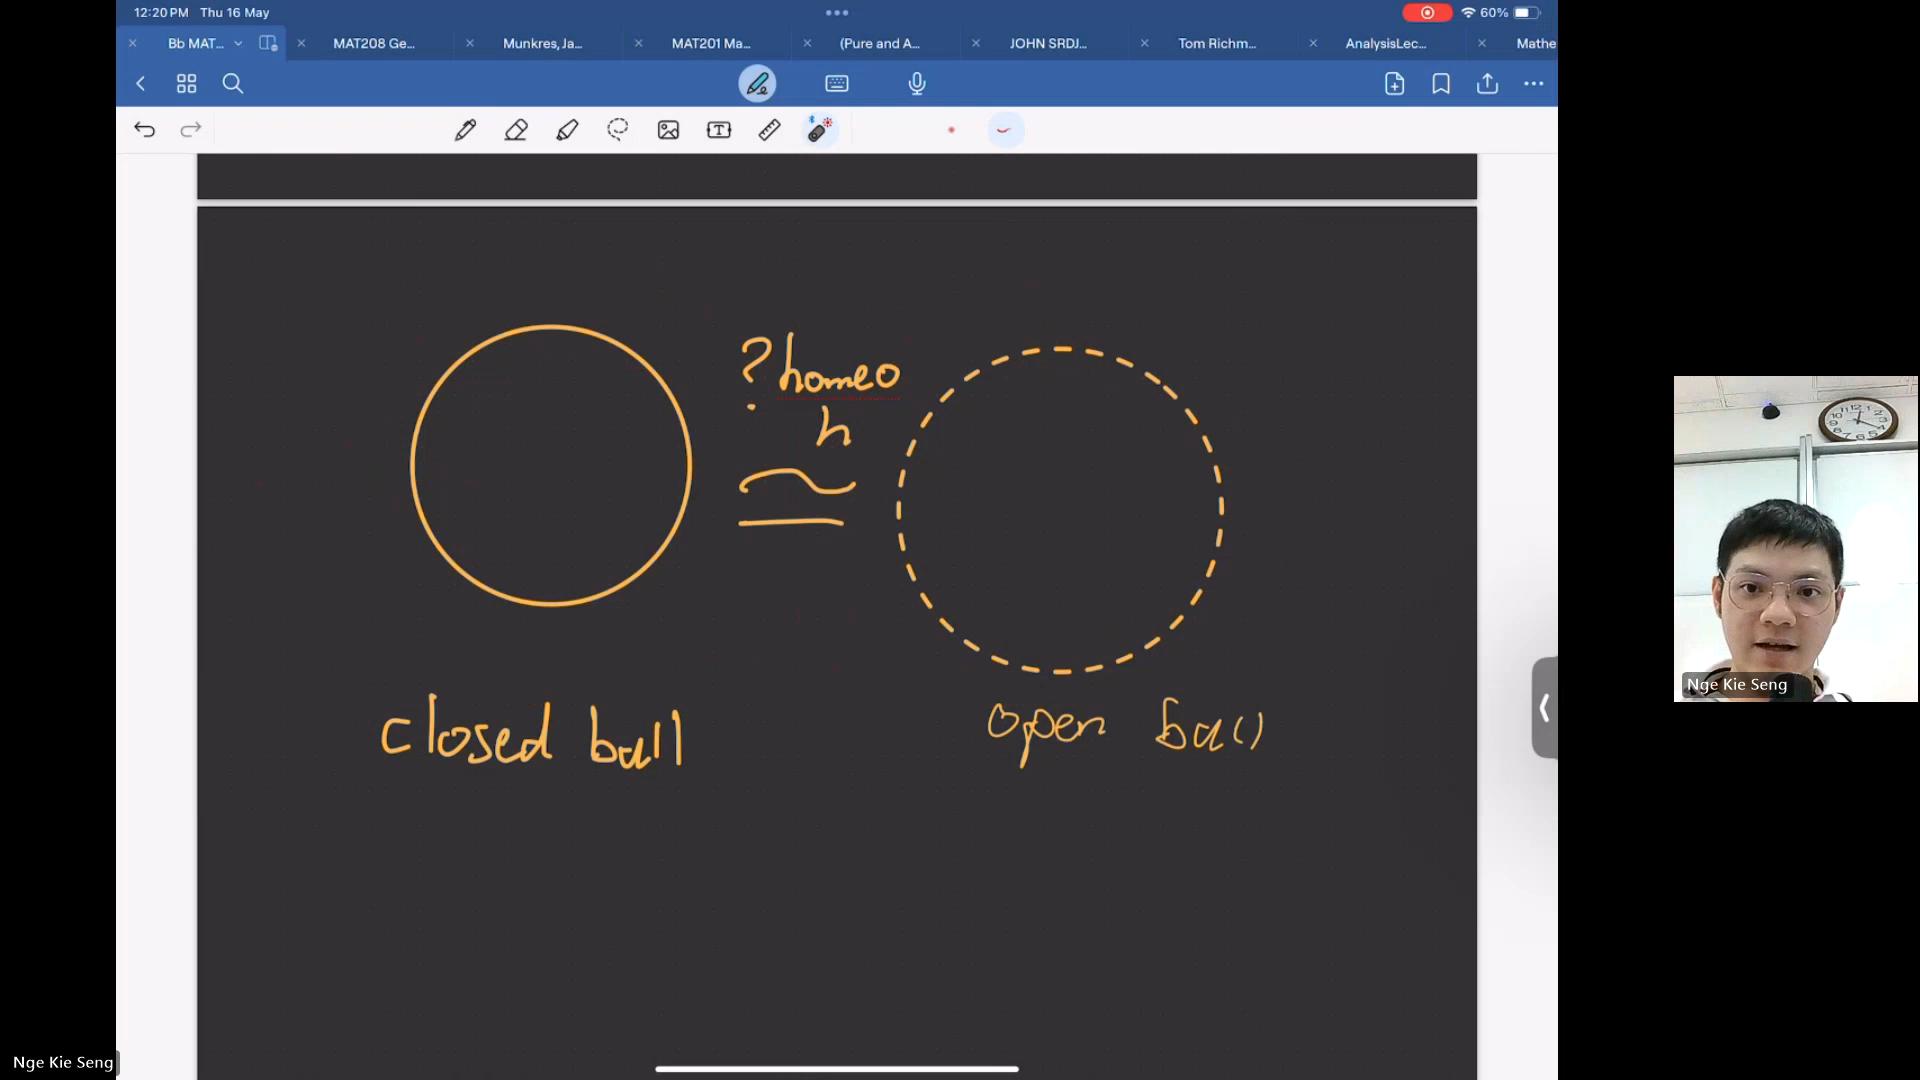 12:20 PM Thu 16 May
60%
Bb MAT...
MAT208 Ge...
Munkres, Ja...
MAT201 Ma...
(Pure and A...
JOHN SRDJ...
Tom Richm...
AnalysisLec...
Mathe
? homeo
h
≅
closed ball
open ball
Nge Kie Seng
Nge Kie Seng